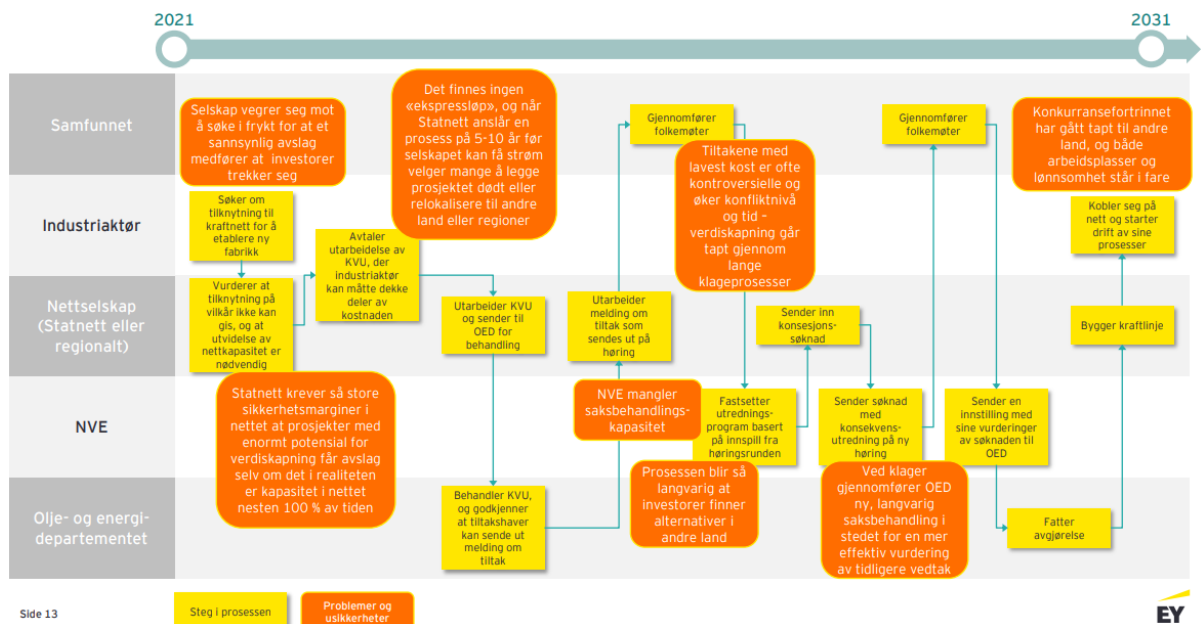 2021
2031
Samfunnet
Selskap vegrer seg mot
å søke i frykt for at et
sannsynlig avslag
medfører at investorer
trekker seg
Det finnes ingen
«ekspressløp», og når
Statnett anslår en
prosess på 5-10 år før
selskapet kan få strøm
velger mange å legge
prosjektet dødt eller
relokalisere til andre
land eller regioner
Gjennomfører
folkemøter
Tiltakene med
lavest kost er ofte
kontroversielle og
øker konfliktnivå
og tid –
verdiskapning går
tapt gjennom
lange
klageprosesser
Gjennomfører
folkemøter
Konkurransefortrinnet
har gått tapt til andre
land, og både
arbeidsplasser og
lønnsomhet står i fare
Industriaktør
Søker om
tilknytning til
kraftnett for å
etablere ny
fabrikk
Avtaler
utarbeidelse av
KVU, der
industriaktør
kan måtte dekke
deler av
kostnaden
Kobler seg på
nett og starter
drift av sine
prosesser
Nettselskap
(Statnett eller
regionalt)
Vurderer at
tilknytning på
vilkår ikke kan
gis, og at
utvidelse av
nettkapasitet er
nødvendig
Utarbeider KVU
og sender til
OED for
behandling
Utarbeider
melding om
tiltak som
sendes ut på
høring
Sender inn
konsesjons-
søknad
Bygger kraftlinje
NVE
Statnett krever så store
sikkerhetsmarginer i
nettet at prosjekter med
enormt potensial for
verdiskapning får avslag
selv om det i realiteten
er kapasitet i nettet
nesten 100 % av tiden
NVE mangler
saksbehandlings-
kapasitet
Fastsetter
utrednings-
program basert
på innspill fra
høringsrunden
Sender søknad
med
konsekvens-
utredning på ny
høring
Sender en
innstilling med
sine vurderinger
av søknaden til
OED
Olje- og energi-
departementet
Behandler KVU,
og godkjenner
at tiltakshaver
kan sende ut
melding om
tiltak
Prosessen blir så
langvarig at
investorer finner
alternativer i
andre land
Ved klager
gjennomfører OED
ny, langvarig
saksbehandling i
stedet for en mer
effektiv vurdering
av tidligere vedtak
Fatter
avgjørelse
Side 13
Steg i prosessen
Problemer og
usikkerheter
EY